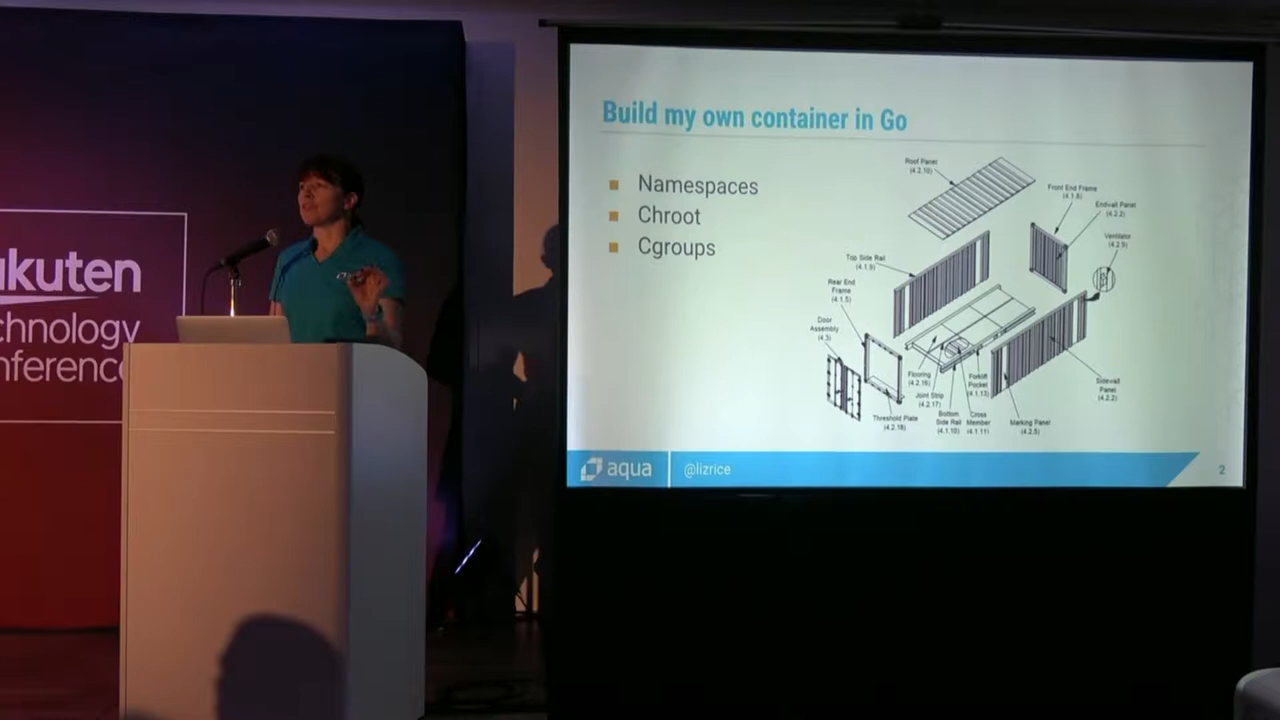 akuten
chnology
nference
Build my own container in Go
Namespaces
Chroot
Cgroups
Roof Panel
(4.2.10)
Front End Frame
(4.1.6)
Endwall Panel
(4.2.2)
Ventilator
(4.2.9)
Top Side Rail
(4.1.9)
Rear End
Frame
(4.1.5)
Door
Assembly
(4.3)
Flooring
(4.2.16)
Joint Strip
(4.2.17)
Forklift
Pocket
(4.1.13)
Sidewall
Panel
(4.2.2)
Threshold Plate
(4.2.18)
Bottom
Side Rail
(4.1.10)
Cross
Member
(4.1.11)
Marking Panel
(4.2.5)
aqua
@lizrice
2